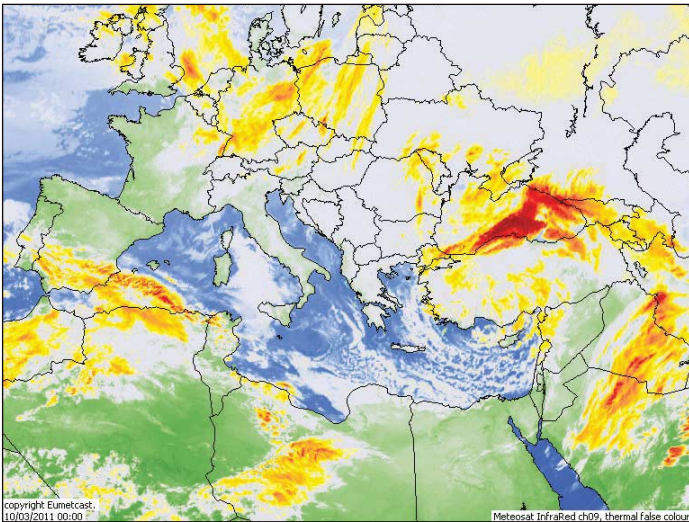 copyright Eumetcast.
10/03/2011 00:00
Meteosat InfraRed ch09, thermal false colour